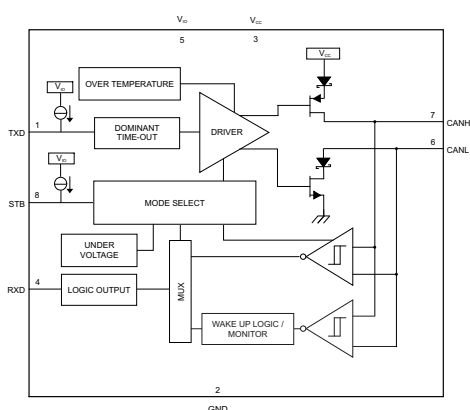 VIO VCC
5 3
VCC
VIO
OVER TEMPERATURE
7 CANH
TXD 1
DOMINANT
TIME-OUT
DRIVER
6 CANL
VIO
STB 8
MODE SELECT
UNDER
VOLTAGE
RXD 4
LOGIC OUTPUT
MUX
WAKE UP LOGIC /
MONITOR
2
GND